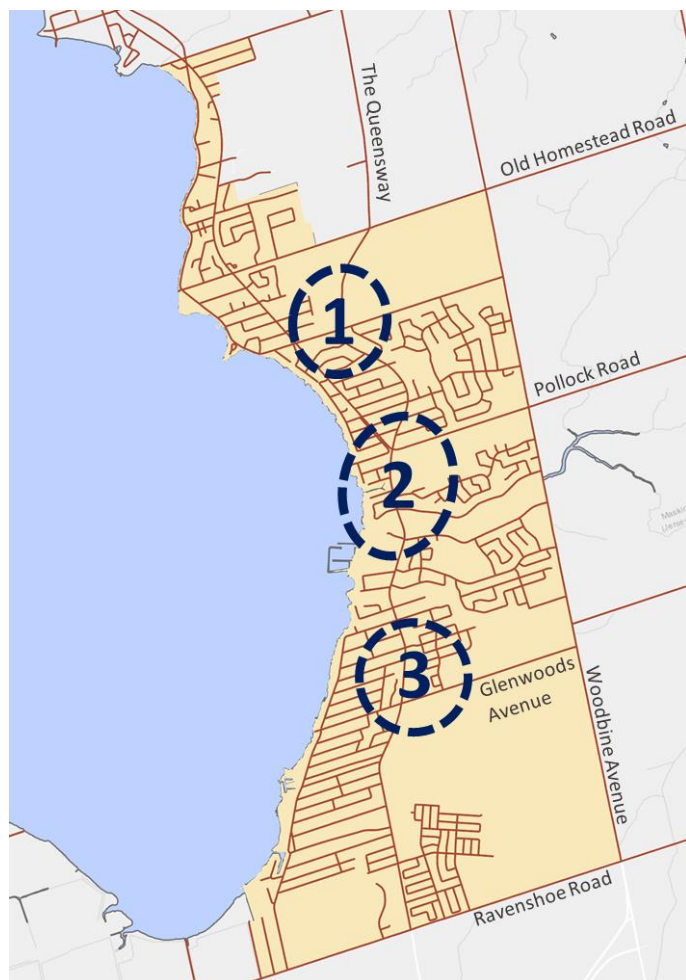 The Queensway
Old Homestead Road
1
Pollock Road
2
3
Glenwoods
Avenue
Woodbine Avenue
Ravenshoe Road